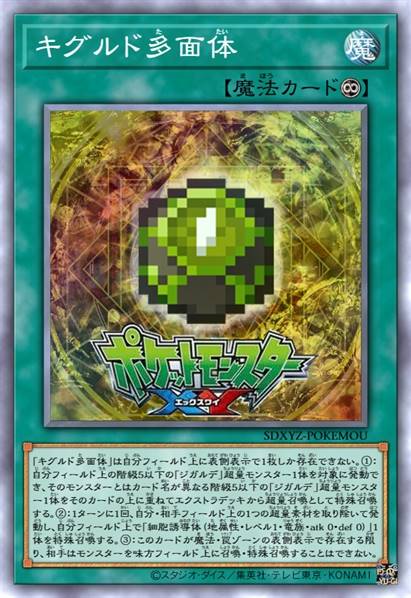 キグルド多面体
た めん たい
魔
【魔法カード∞】
ま ほう
ポケットモンスター
エックスワイ
XY
SDXYZ-POKEMOU
「キグルド多面体」は自分フィールド上に表側表示で1枚しか存在できない。①:
自分フィールド上の階級5以下の「ジガルデ」超量モンスター1体を対象に発動で
き、そのモンスターとはカード名が異なる階級5以下の「ジガルデ」超量モンスタ
ー1体をそのカードの上に重ねてエクストラデッキから超量召喚として特殊召喚
する。②:1ターンに1回、自分・相手フィールド上の1つの超量素材を取り除いて発
動し、自分フィールド上で「細胞誘導体(地属性・レベル1・竜族・atk 0・def 0)」1
体を特殊召喚する。③:このカードが魔法・罠ゾーンの表側表示で存在する限
り、相手はモンスターを味方フィールド上に召喚・特殊召喚することはできない。
©スタジオ・ダイス/集英社・テレビ東京・KONAMI